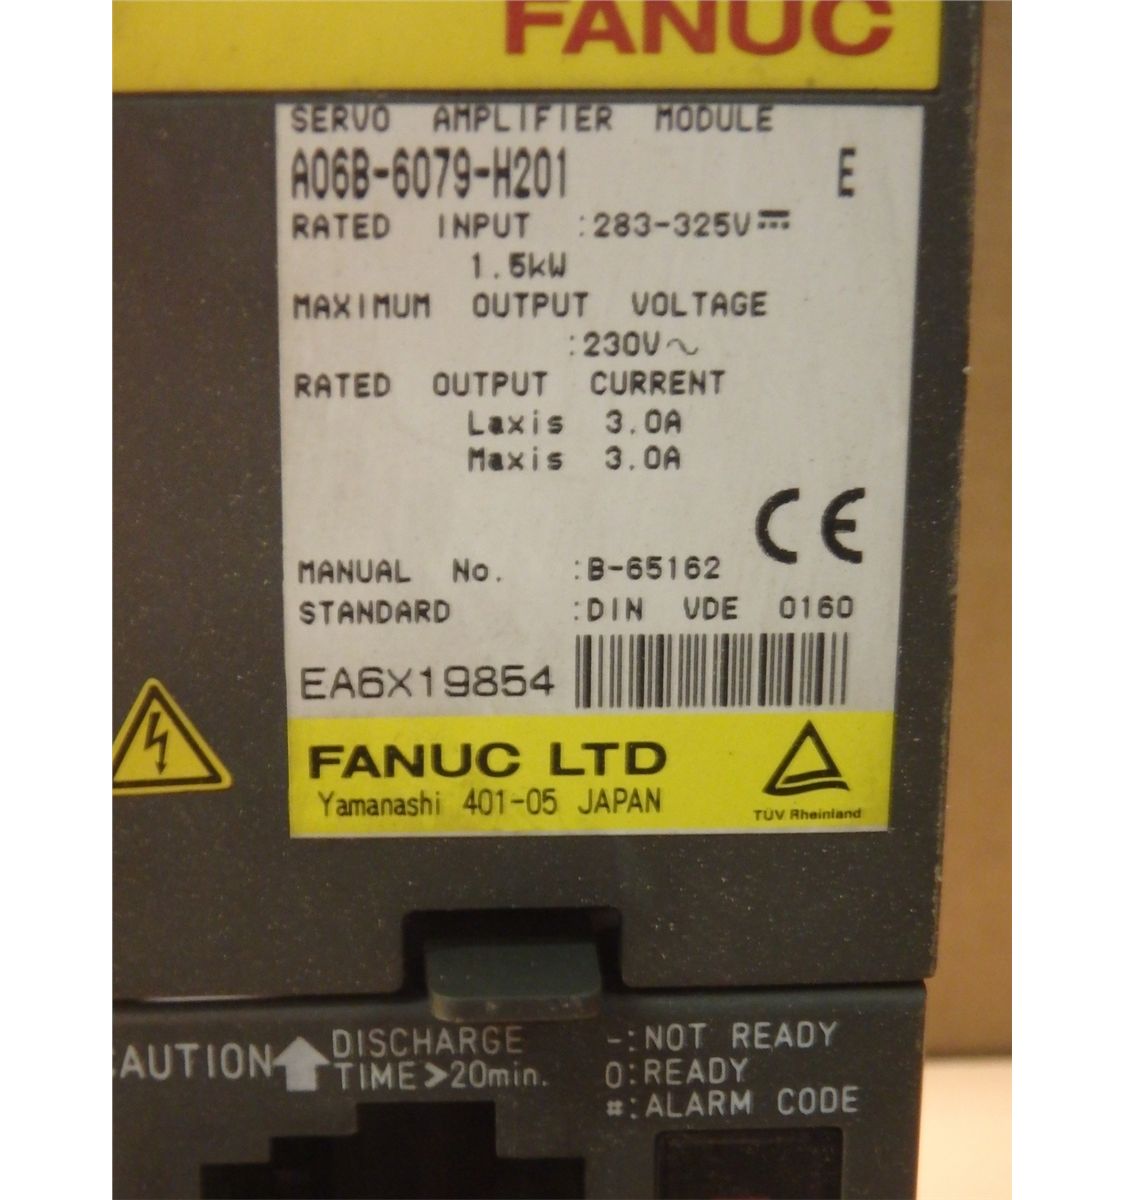 FANUC
SERVO AMPLIFIER MODULE
A06B-6079-H201 E
RATED INPUT :283-325V⎓
1.5kW
MAXIMUM OUTPUT VOLTAGE
:230V∿
RATED OUTPUT CURRENT
Laxis 3.0A
Maxis 3.0A
CE
MANUAL No. :B-65162
STANDARD :DIN VDE 0160
EA6X19854
FANUC LTD
Yamanashi 401-05 JAPAN
TÜV Rheinland
CAUTION DISCHARGE
TIME>20min.
-:NOT READY
0:READY
#:ALARM CODE